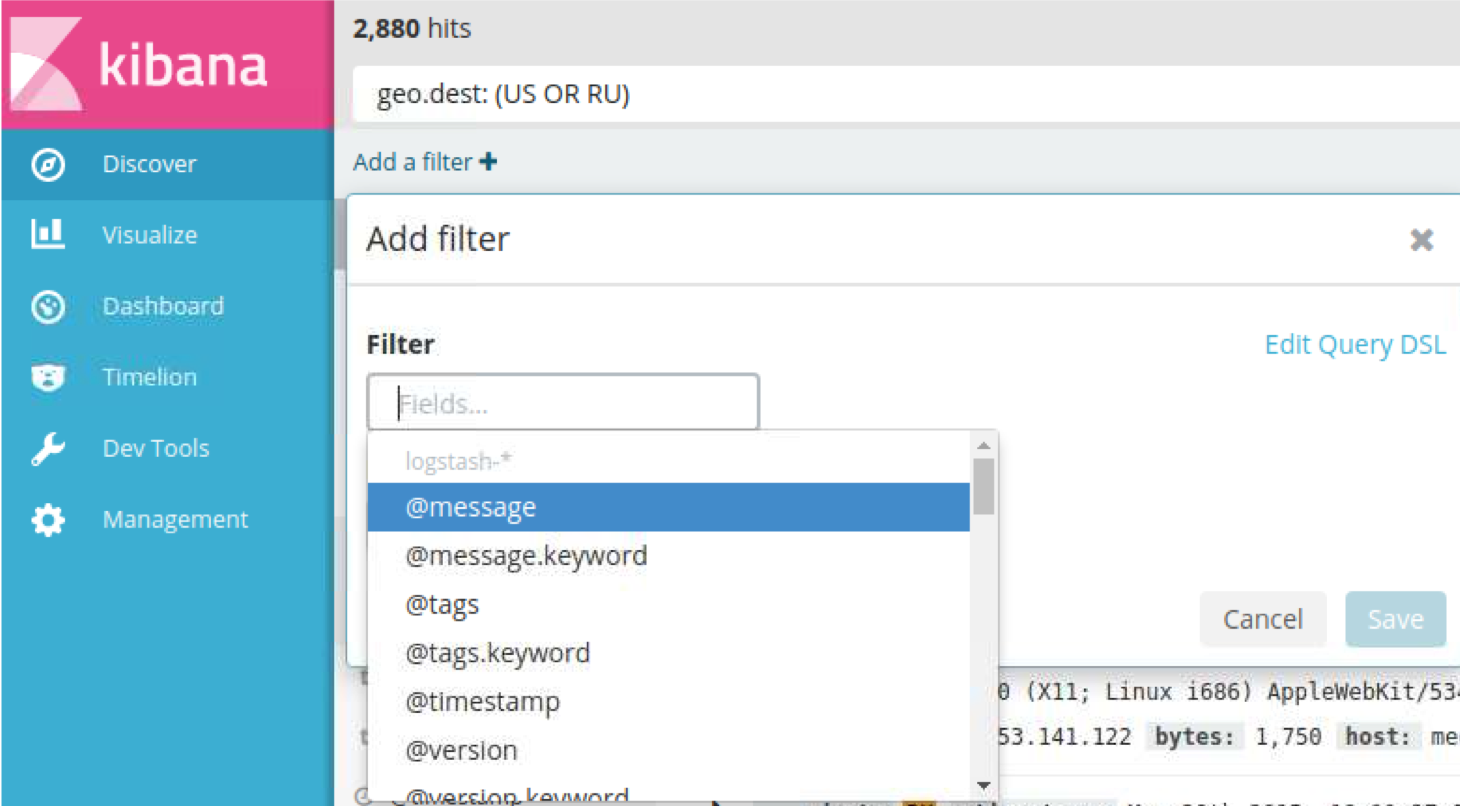 kibana
Discover
Visualize
Dashboard
Timelion
Dev Tools
Management
2,880 hits
geo.dest: (US OR RU)
Add a filter +
Add filter
Filter
Edit Query DSL
Fields...
logstash-*
@message
@message.keyword
@tags
@tags.keyword
@timestamp
@version
@version.keyword
Cancel
Save
0 (X11; Linux i686) AppleWebKit/534
53.141.122 bytes: 1,750 host: me